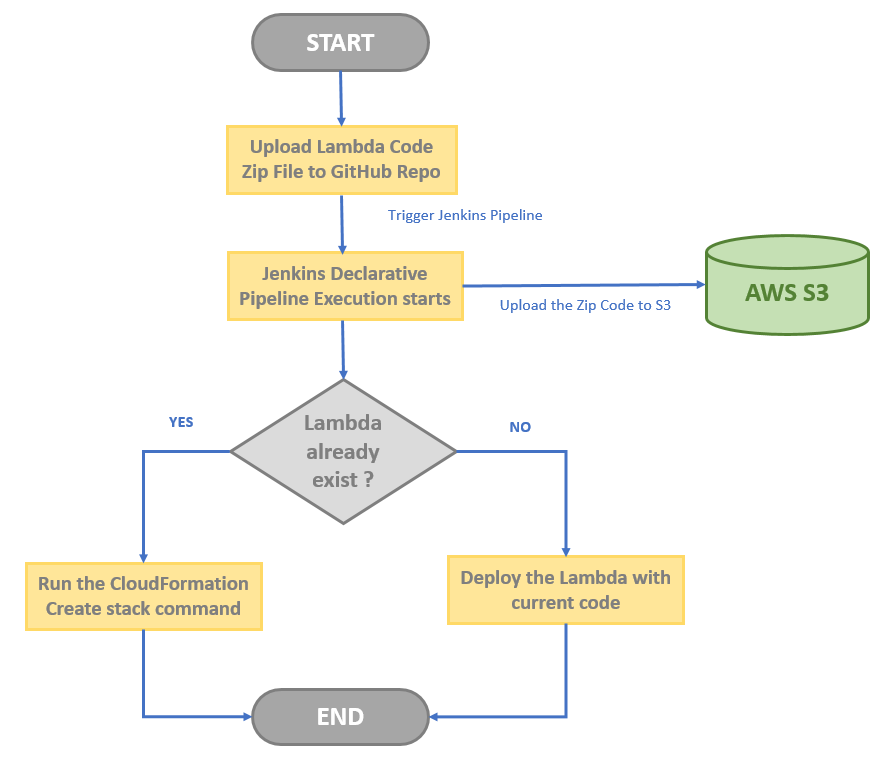 START
Upload Lambda Code
Zip File to GitHub Repo
Trigger Jenkins Pipeline
Jenkins Declarative
Pipeline Execution starts
Upload the Zip Code to S3
AWS S3
Lambda
already
exist ?
YES
NO
Run the CloudFormation
Create stack command
Deploy the Lambda with
current code
END